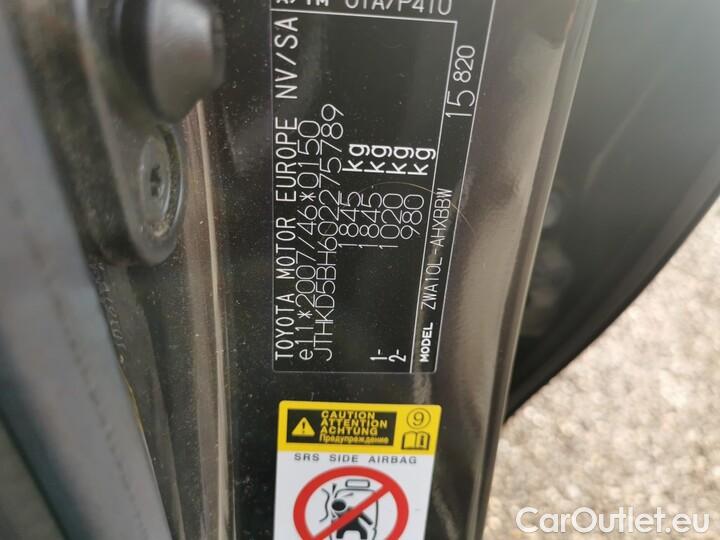 TOYOTA MOTOR EUROPE NV/SA
e11*2007/46*0150
JTHKD5BH602275789
1845 kg
1845 kg
1- 1020 kg
2- 980 kg
MODEL ZWA10L-AHXBBW
15 820
CAUTION
ATTENTION
ACHTUNG
Предупреждение
9
SRS SIDE AIRBAG
CarOutlet.eu